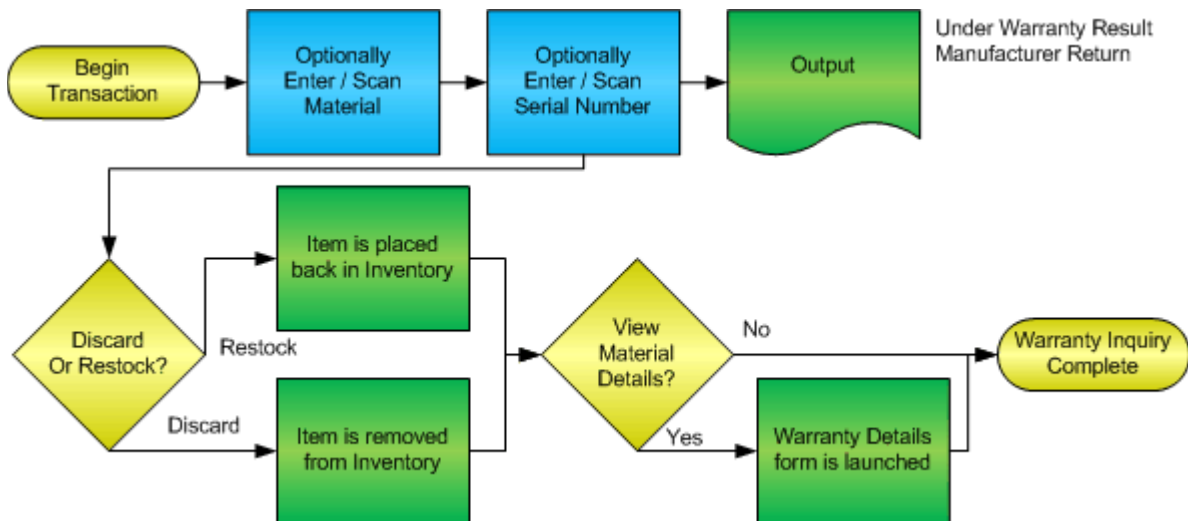 Begin
Transaction
Optionally
Enter / Scan
Material
Optionally
Enter / Scan
Serial Number
Output
Under Warranty Result
Manufacturer Return
Discard
Or Restock?
Restock
Discard
Item is placed
back in Inventory
Item is removed
from Inventory
View
Material
Details?
No
Yes
Warranty Details
form is launched
Warranty Inquiry
Complete